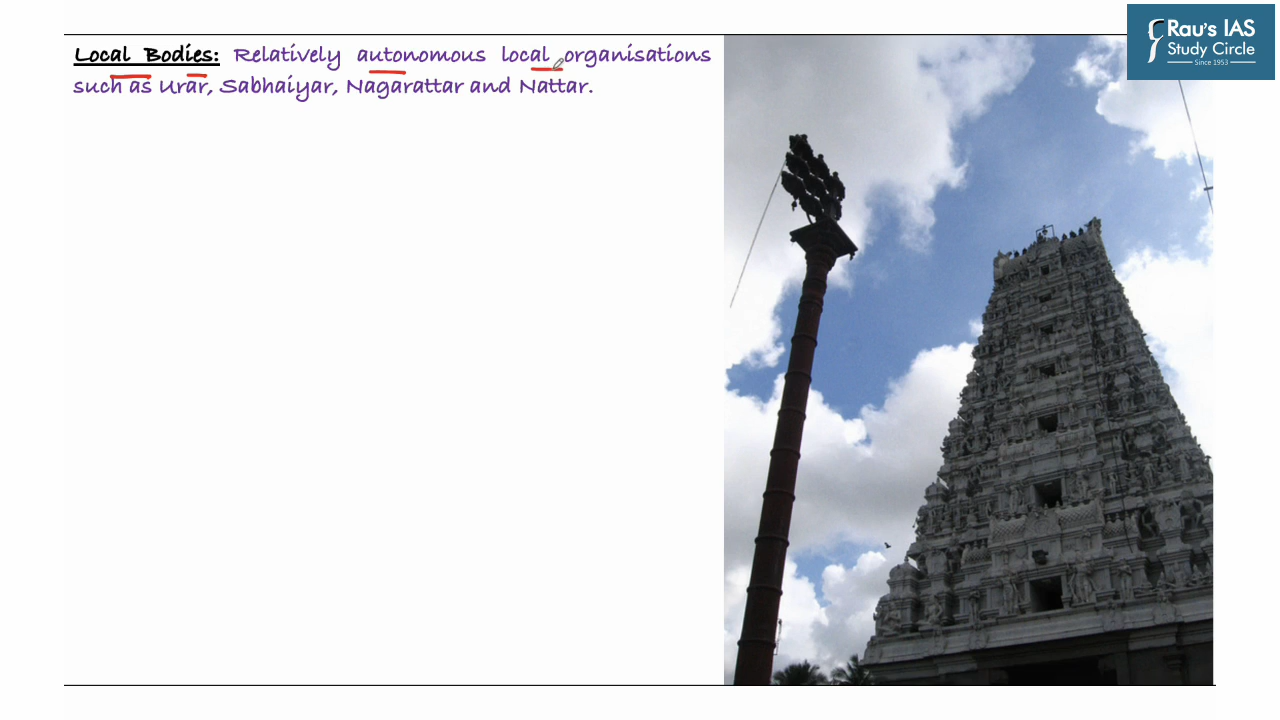 Local Bodies: Relatively autonomous local organisations
such as Urar, Sabhaiyar, Nagarattar and Nattar.
Rau's IAS
Study Circle
Since 1953